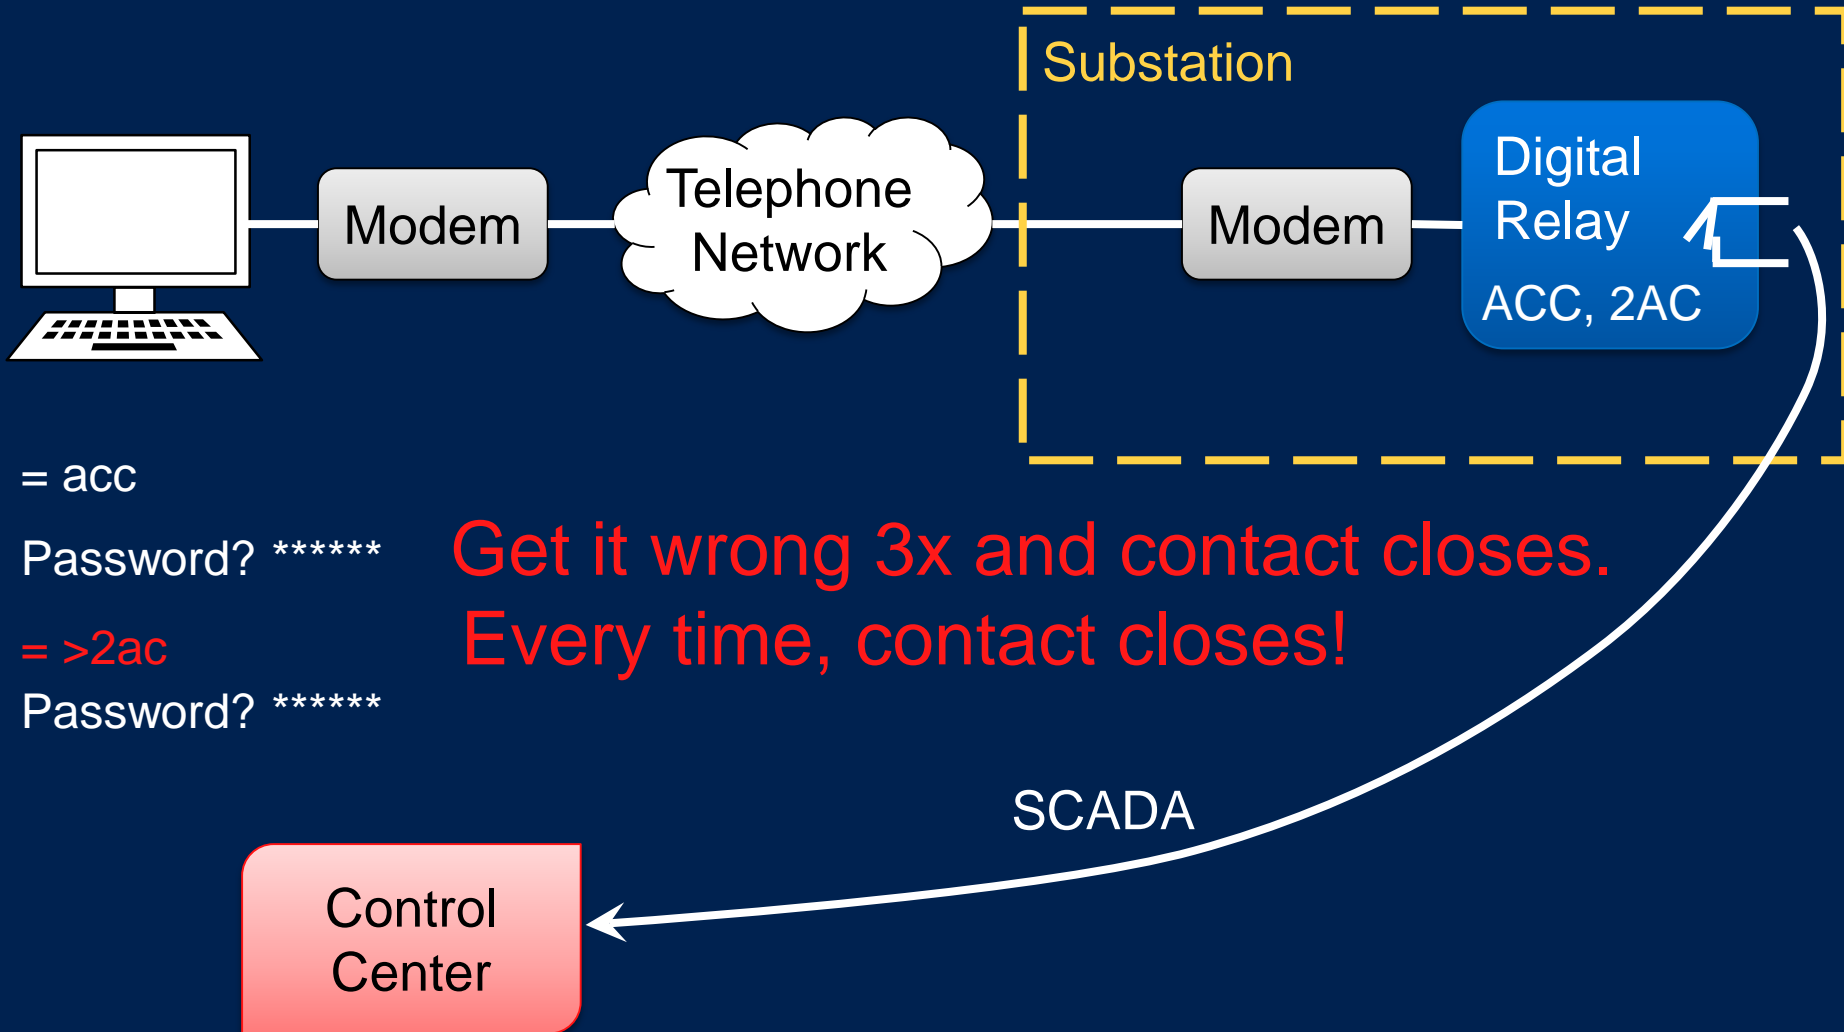 Substation
Modem
Telephone
Network
Modem
Digital
Relay
ACC, 2AC
= acc
Password? ******
Get it wrong 3x and contact closes.
= >2ac
Every time, contact closes!
Password? ******
SCADA
Control
Center